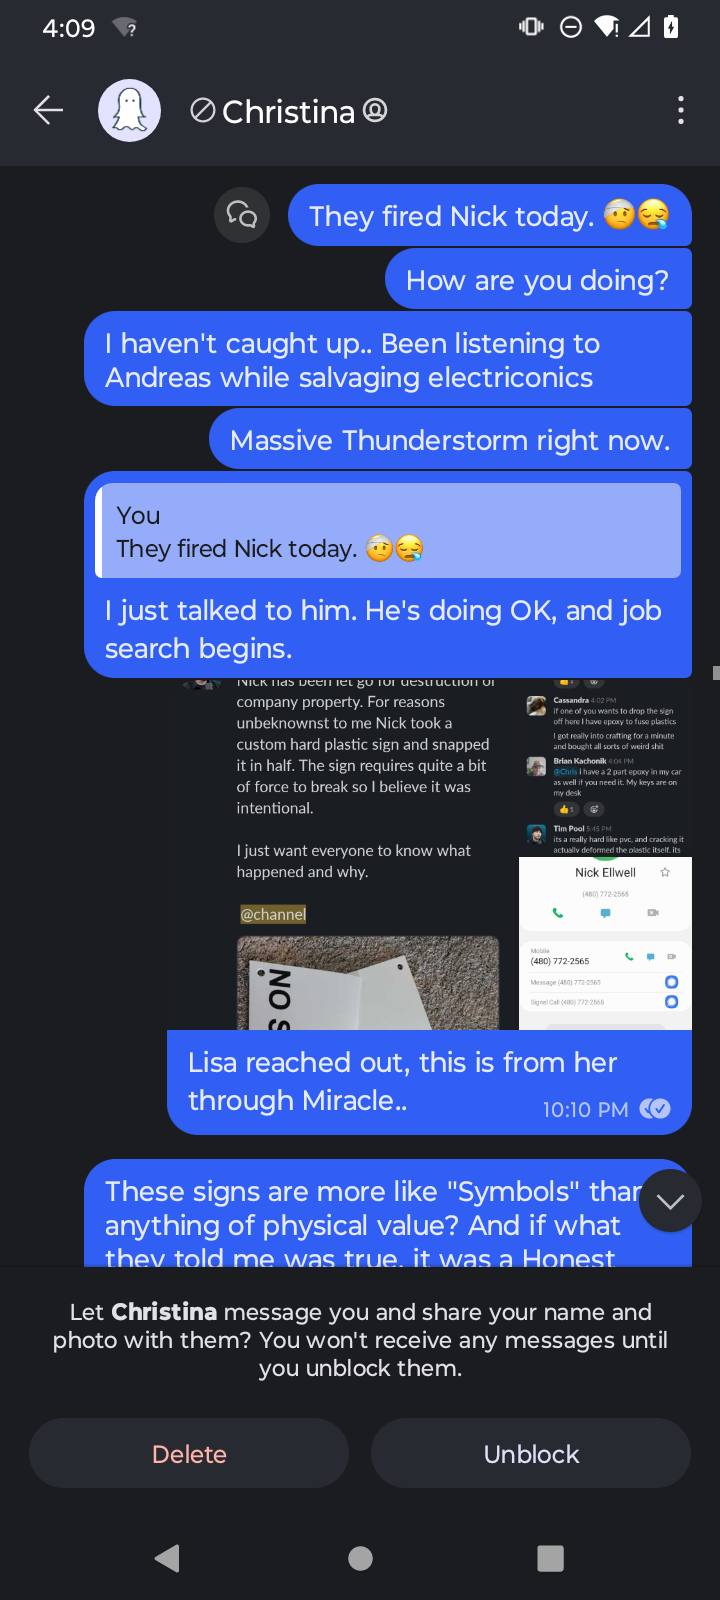 4:09
Christina
They fired Nick today. 🤕😪
How are you doing?
I haven't caught up.. Been listening to
Andreas while salvaging electriconics
Massive Thunderstorm right now.
You
They fired Nick today. 🤕😪
I just talked to him. He's doing OK, and job
search begins.
Nick has been let go for destruction of
company property. For reasons
unbeknownst to me Nick took a
custom hard plastic sign and snapped
it in half. The sign requires quite a bit
of force to break so I believe it was
intentional.
I just want everyone to know what
happened and why.
@channel
S ON
Cassandra 4:02 PM
if one of you wants to drop the sign
off here I have epoxy to fuse plastics
I got really into crafting for a minute
and bought all sorts of weird shit
Brian Kachonik 4:04 PM
@Chris I have a 2 part epoxy in my car
as well if you need it. My keys are on
my desk
👍 1
Tim Pool 5:45 PM
its a really hard like pvc, and cracking it
actually deformed the plastic itself. its
Nick Ellwell
(480) 772-2565
Mobile
(480) 772-2565
Message (480) 772-2565
Signal Call (480) 772-2565
Lisa reached out, this is from her
through Miracle..
10:10 PM
These signs are more like "Symbols" than
anything of physical value? And if what
they told me was true, it was a Honest
Let Christina message you and share your name and
photo with them? You won't receive any messages until
you unblock them.
Delete
Unblock